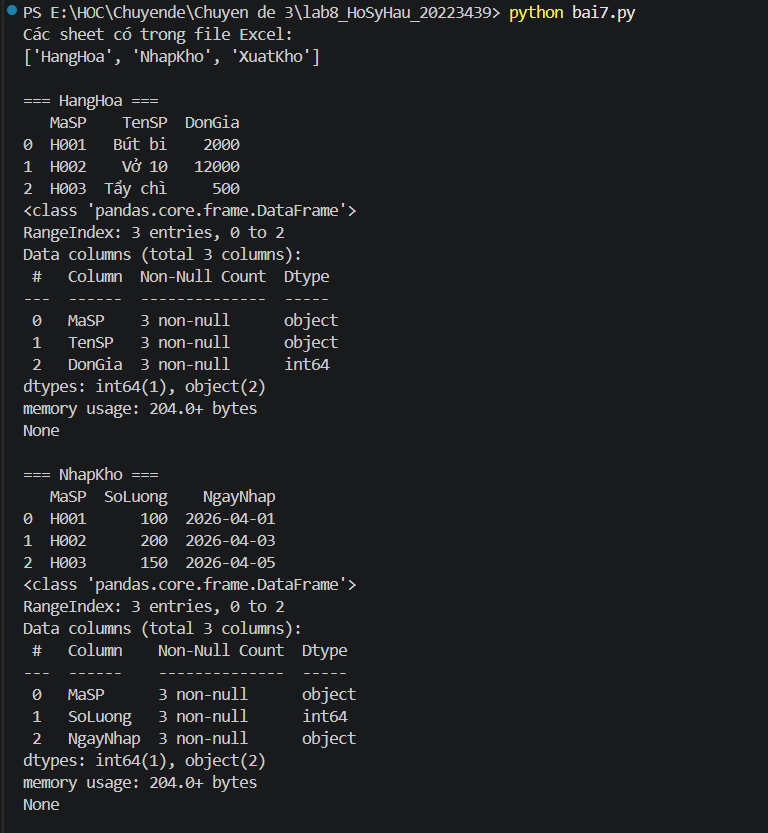 PS E:\HOC\Chuyende\Chuyen de 3\lab8_HoSyHau_20223439> python bai7.py
Các sheet có trong file Excel:
['HangHoa', 'NhapKho', 'XuatKho']
=== HangHoa ===
   MaSP    TenSP  DonGia
0  H001   Bút bi    2000
1  H002    Vở 10   12000
2  H003  Tẩy chì     500
<class 'pandas.core.frame.DataFrame'>
RangeIndex: 3 entries, 0 to 2
Data columns (total 3 columns):
 #   Column  Non-Null Count  Dtype
---  ------  --------------  -----
 0   MaSP    3 non-null      object
 1   TenSP   3 non-null      object
 2   DonGia  3 non-null      int64
dtypes: int64(1), object(2)
memory usage: 204.0+ bytes
None
=== NhapKho ===
   MaSP  SoLuong    NgayNhap
0  H001      100  2026-04-01
1  H002      200  2026-04-03
2  H003      150  2026-04-05
<class 'pandas.core.frame.DataFrame'>
RangeIndex: 3 entries, 0 to 2
Data columns (total 3 columns):
 #   Column    Non-Null Count  Dtype
---  ------    --------------  -----
 0   MaSP      3 non-null      object
 1   SoLuong   3 non-null      int64
 2   NgayNhap  3 non-null      object
dtypes: int64(1), object(2)
memory usage: 204.0+ bytes
None